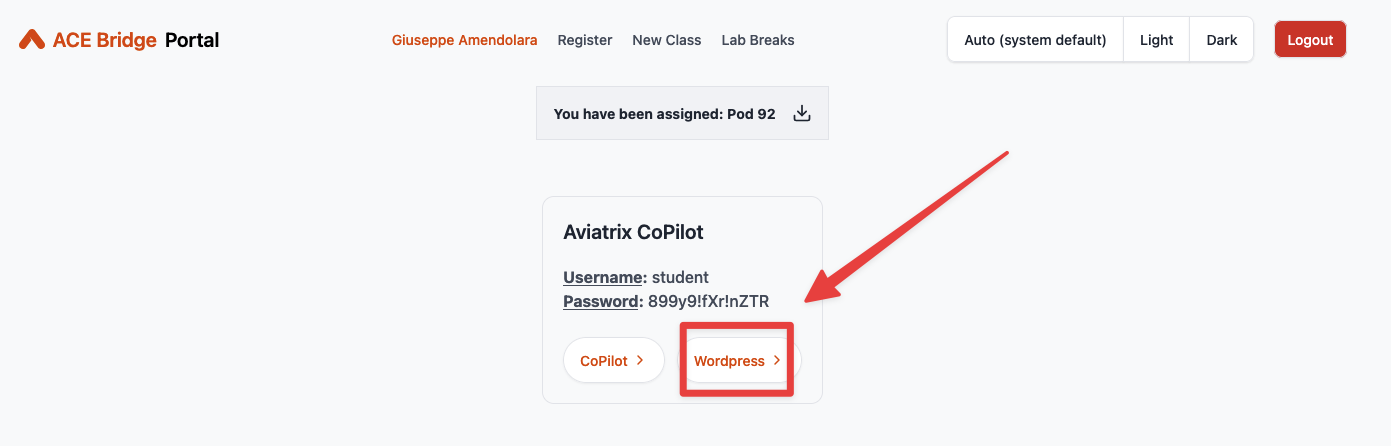 ACE Bridge Portal
Giuseppe Amendolara Register New Class Lab Breaks
Auto (system default) Light Dark
Logout
You have been assigned: Pod 92
Aviatrix CoPilot
Username: student
Password: 899y9!fXr!nZTR
CoPilot
Wordpress